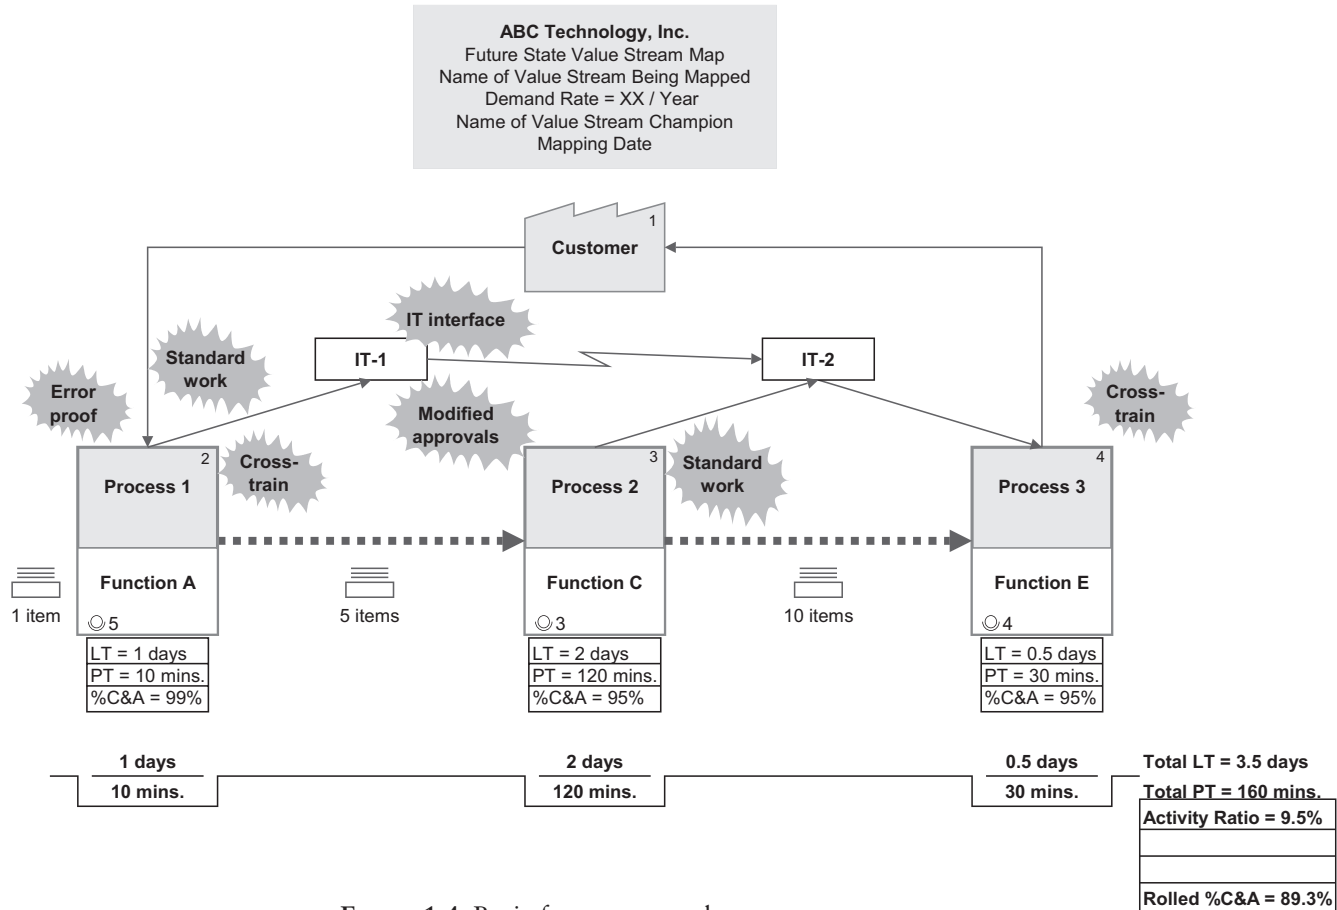 ABC Technology, Inc.
Future State Value Stream Map
Name of Value Stream Being Mapped
Demand Rate = XX / Year
Name of Value Stream Champion
Mapping Date
1
Customer
IT interface
IT-1
IT-2
Standard
work
Error
proof
Modified
approvals
Cross-
train
2
Process 1
Cross-
train
3
Process 2
Standard
work
4
Process 3
Function A
Function C
Function E
1 item
5 items
10 items
5
3
4
LT = 1 days
PT = 10 mins.
%C&A = 99%
LT = 2 days
PT = 120 mins.
%C&A = 95%
LT = 0.5 days
PT = 30 mins.
%C&A = 95%
1 days
10 mins.
2 days
120 mins.
0.5 days
30 mins.
Total LT = 3.5 days
Total PT = 160 mins.
Activity Ratio = 9.5%
Rolled %C&A = 89.3%